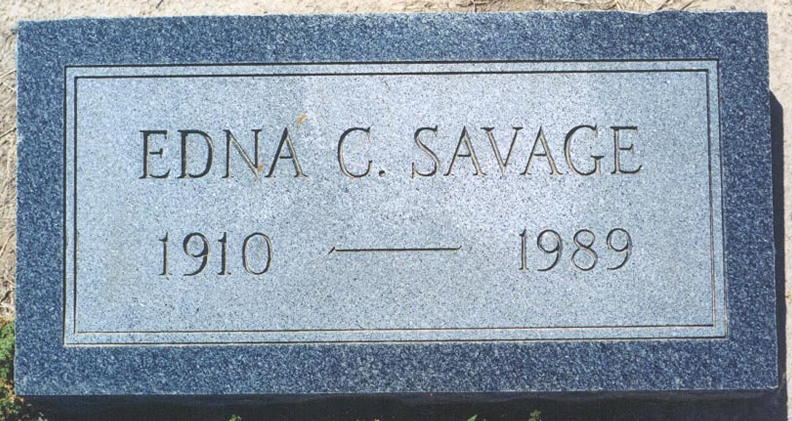 EDNA C. SAVAGE
1910 — 1989